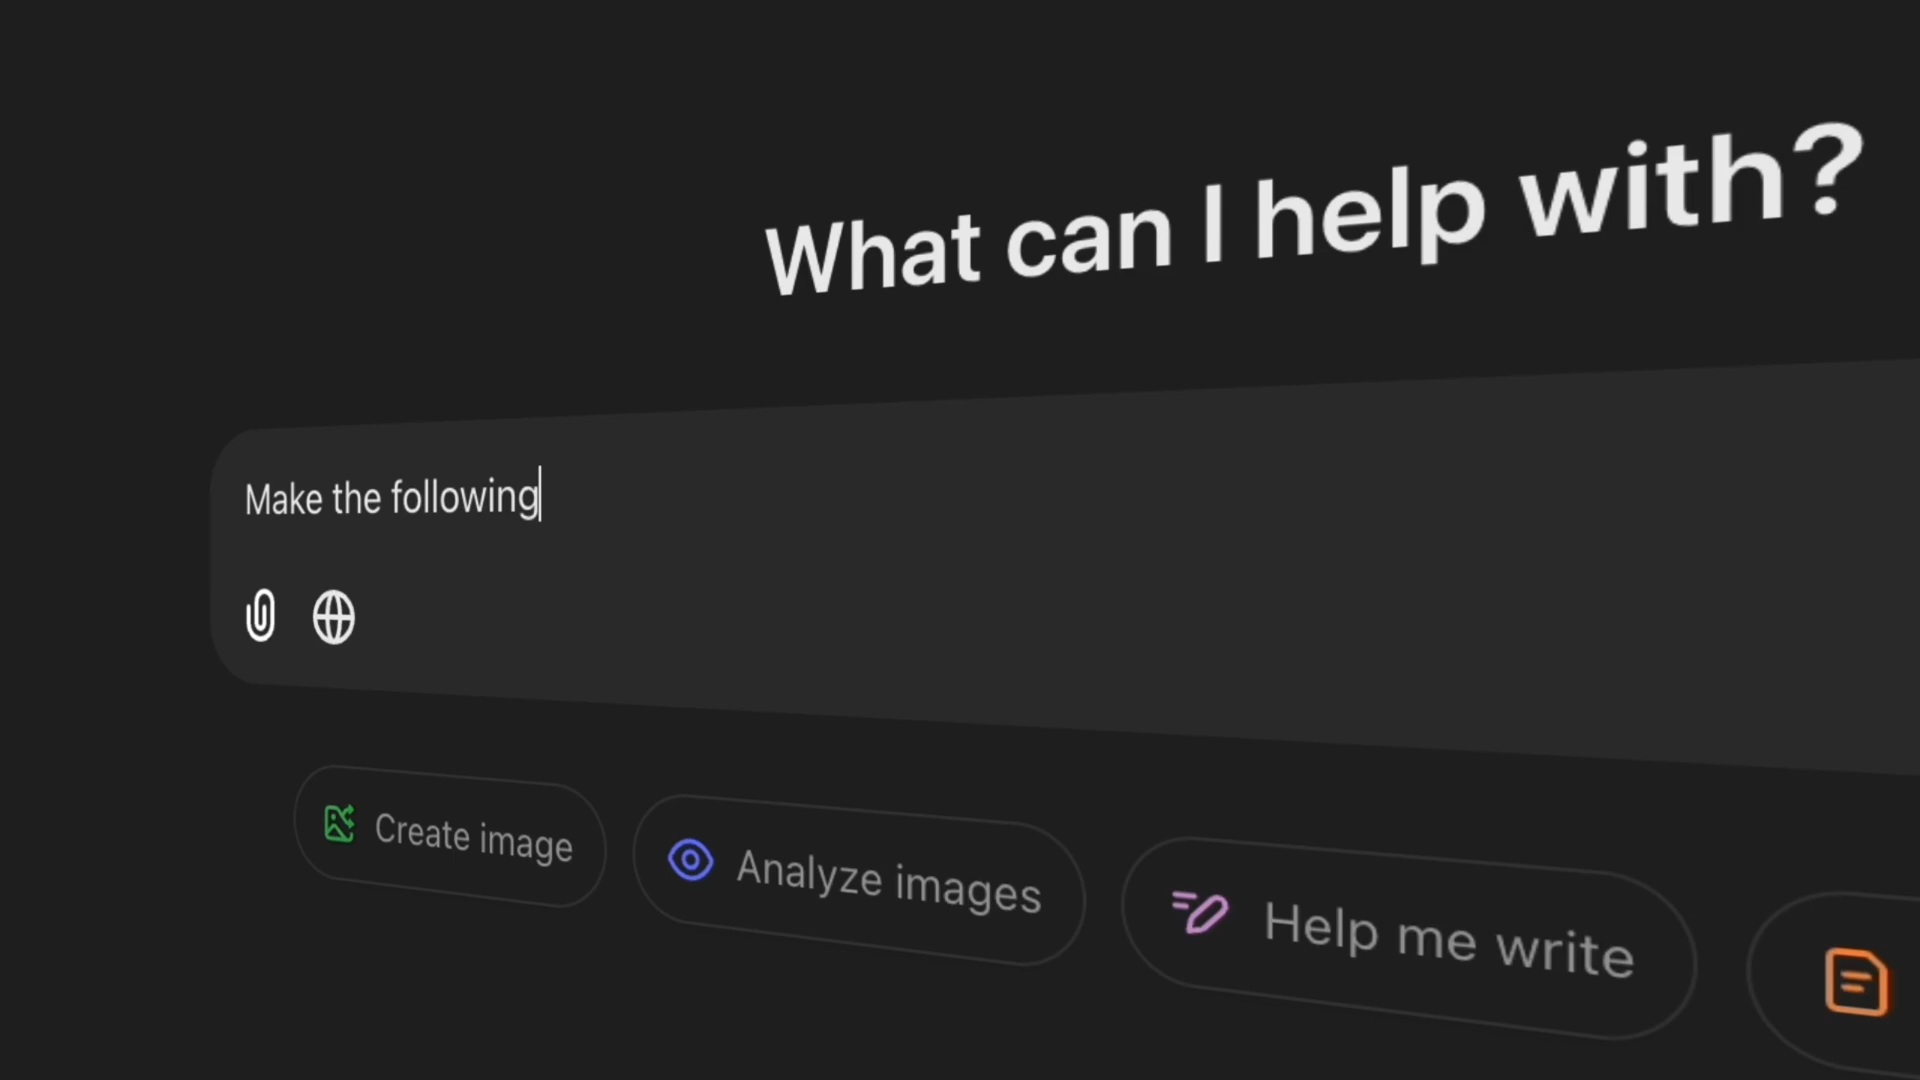 What can I help with?
Make the following
Create image
Analyze images
Help me write